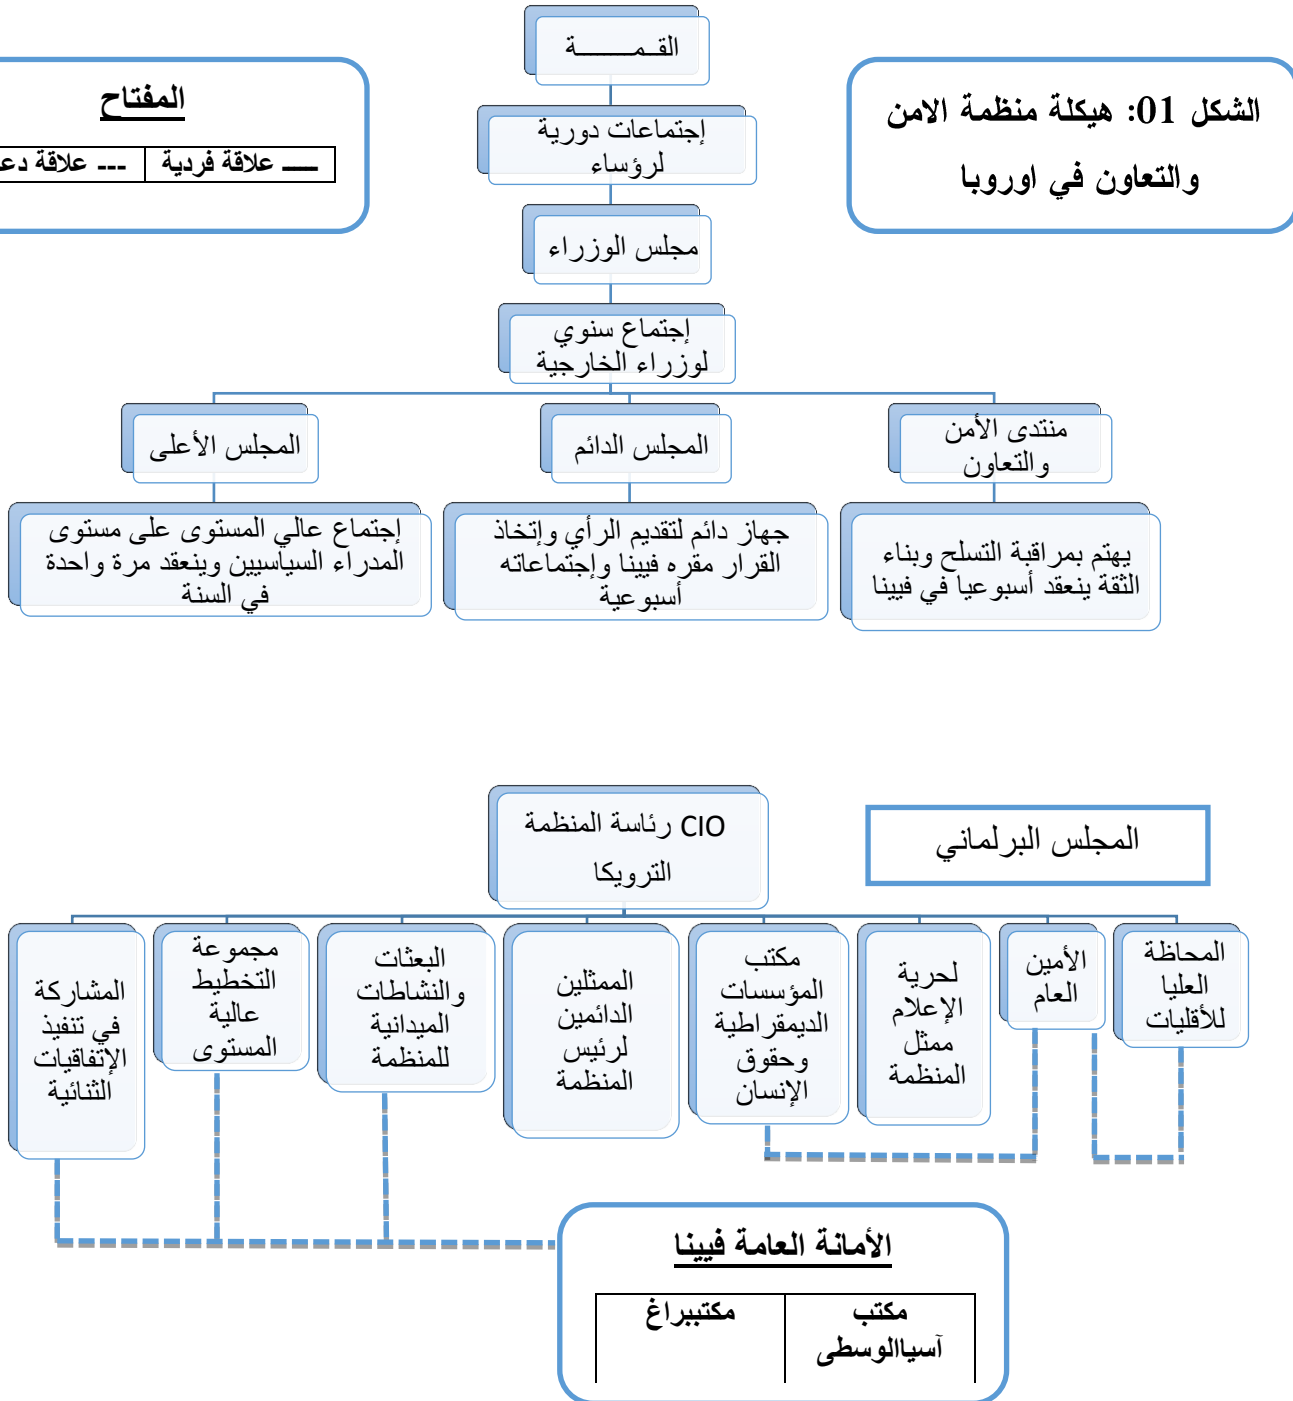 القـمـــــــــة
الشكل 01: هيكلة منظمة الامن
والتعاون في اوروبا
المفتاح
ــــ علاقة فردية
--- علاقة دعـ
إجتماعات دورية
لرؤساء
مجلس الوزراء
إجتماع سنوي
لوزراء الخارجية
منتدى الأمن
والتعاون
المجلس الدائم
المجلس الأعلى
يهتم بمراقبة التسلح وبناء
الثقة ينعقد أسبوعيا في فيينا
جهاز دائم لتقديم الرأي وإتخاذ
القرار مقره فيينا وإجتماعاته
أسبوعية
إجتماع عالي المستوى على مستوى
المدراء السياسيين وينعقد مرة واحدة
في السنة
المجلس البرلماني
CIO رئاسة المنظمة
الترويكا
المحاظة
العليا
للأقليات
الأمين
العام
لحرية
الإعلام
ممثل
المنظمة
مكتب
المؤسسات
الديمقراطية
وحقوق
الإنسان
الممثلين
الدائمين
لرئيس
المنظمة
البعثات
والنشاطات
الميدانية
للمنظمة
مجموعة
التخطيط
عالية
المستوى
المشاركة
في تنفيذ
الإتفاقيات
الثنائية
الأمانة العامة فيينا
مكتب
آسياالوسطى
مكتببراغ